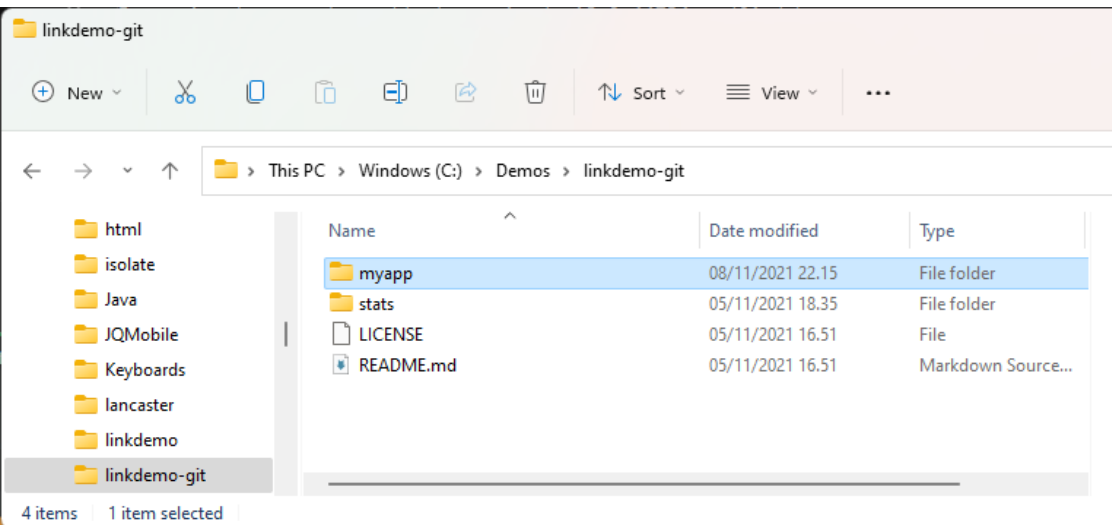 linkdemo-git
New Sort View
This PC > Windows (C:) > Demos > linkdemo-git
html
isolate
Java
JQMobile
Keyboards
lancaster
linkdemo
linkdemo-git
Name Date modified Type
myapp 08/11/2021 22.15 File folder
stats 05/11/2021 18.35 File folder
LICENSE 05/11/2021 16.51 File
README.md 05/11/2021 16.51 Markdown Source...
4 items 1 item selected